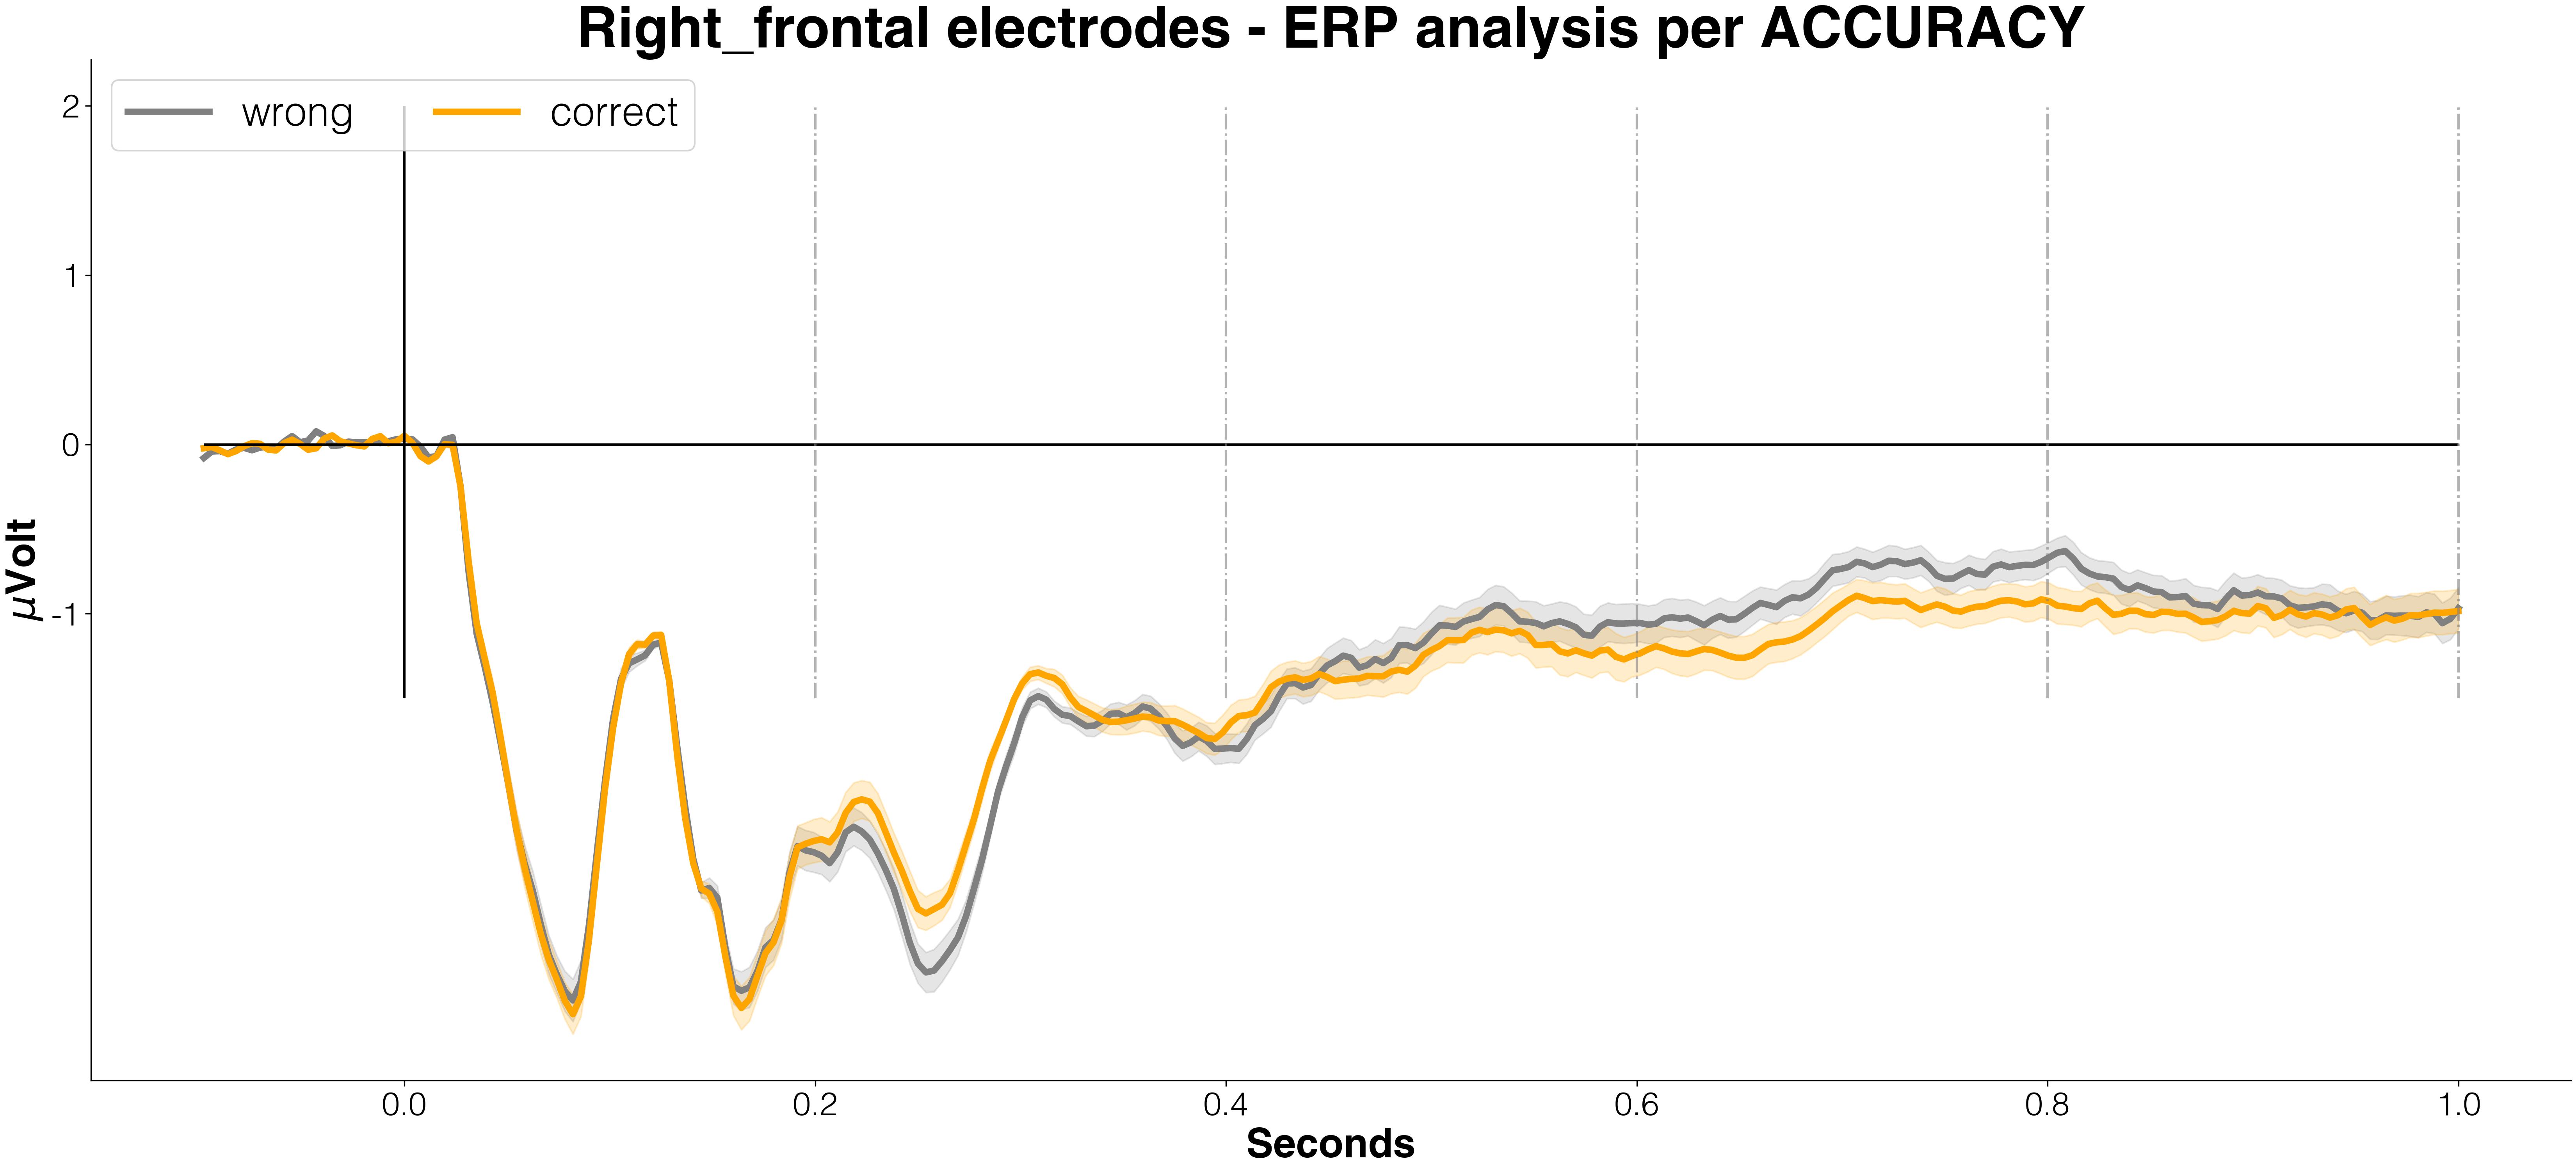 Right_frontal electrodes - ERP analysis per ACCURACY
wrong correct
2
1
0
-1
μVolt
0.0 0.2 0.4 0.6 0.8 1.0
Seconds